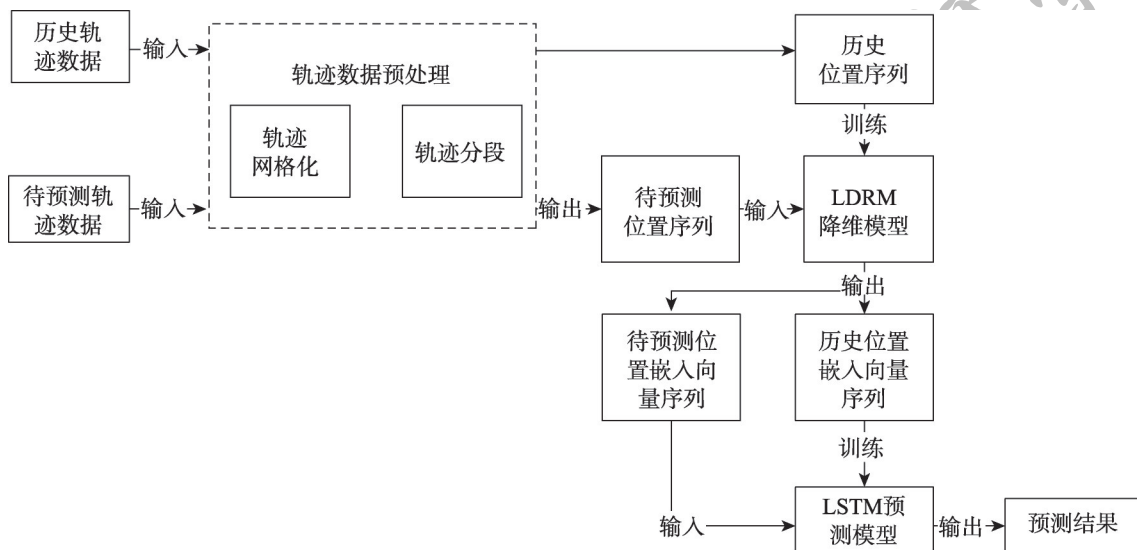 历史轨
迹数据
输入
轨迹数据预处理
轨迹
网格化
轨迹分段
历史
位置序列
训练
待预测轨
迹数据
输入
输出
待预测
位置序列
输入
LDRM
降维模型
输出
待预测位
置嵌入向
量序列
历史位置
嵌入向量
序列
训练
输入
LSTM预
测模型
输出
预测结果